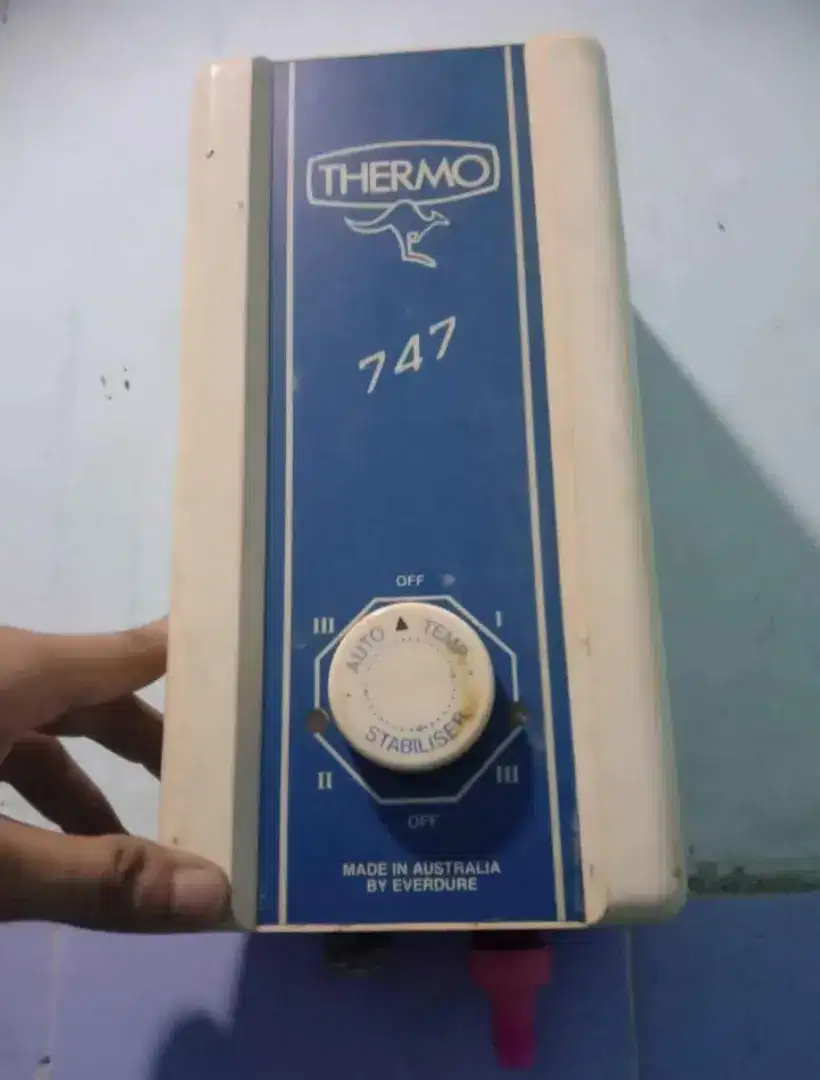 THERMO
747
OFF
III
I
AUTO TEMP
STABILISER
II
III
OFF
MADE IN AUSTRALIA
BY EVERDURE